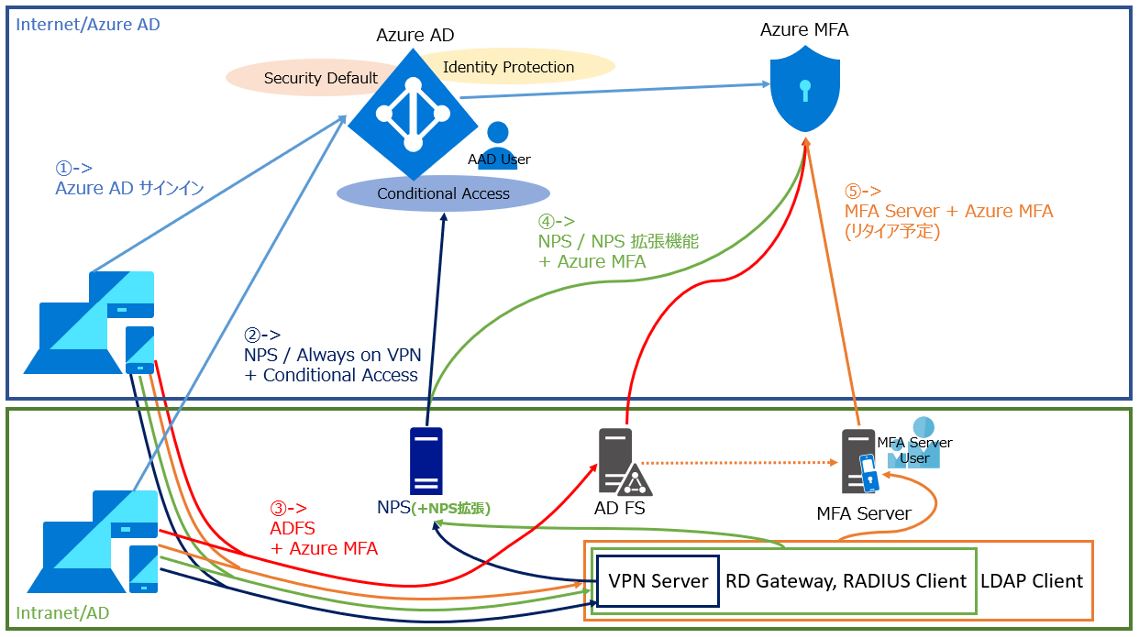 Internet/Azure AD
Azure AD
Azure MFA
Security Default
Identity Protection
AAD User
Conditional Access
①->
Azure AD サインイン
②->
NPS / Always on VPN
+ Conditional Access
④->
NPS / NPS 拡張機能
+ Azure MFA
⑤->
MFA Server + Azure MFA
(リタイア予定)
③->
ADFS
+ Azure MFA
NPS(+NPS拡張)
AD FS
MFA Server
User
MFA Server
VPN Server
RD Gateway, RADIUS Client
LDAP Client
Intranet/AD